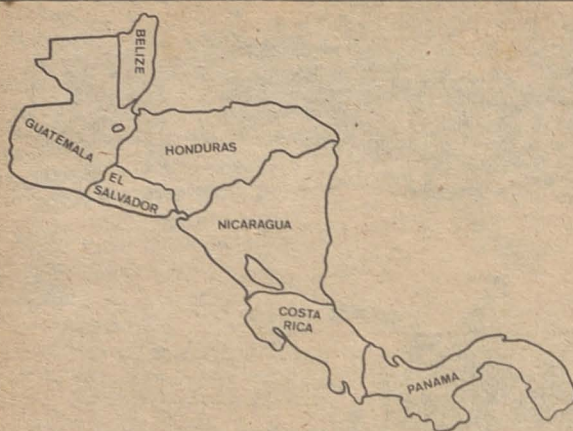 BELIZE
GUATEMALA
HONDURAS
EL
SALVADOR
NICARAGUA
COSTA
RICA
PANAMA